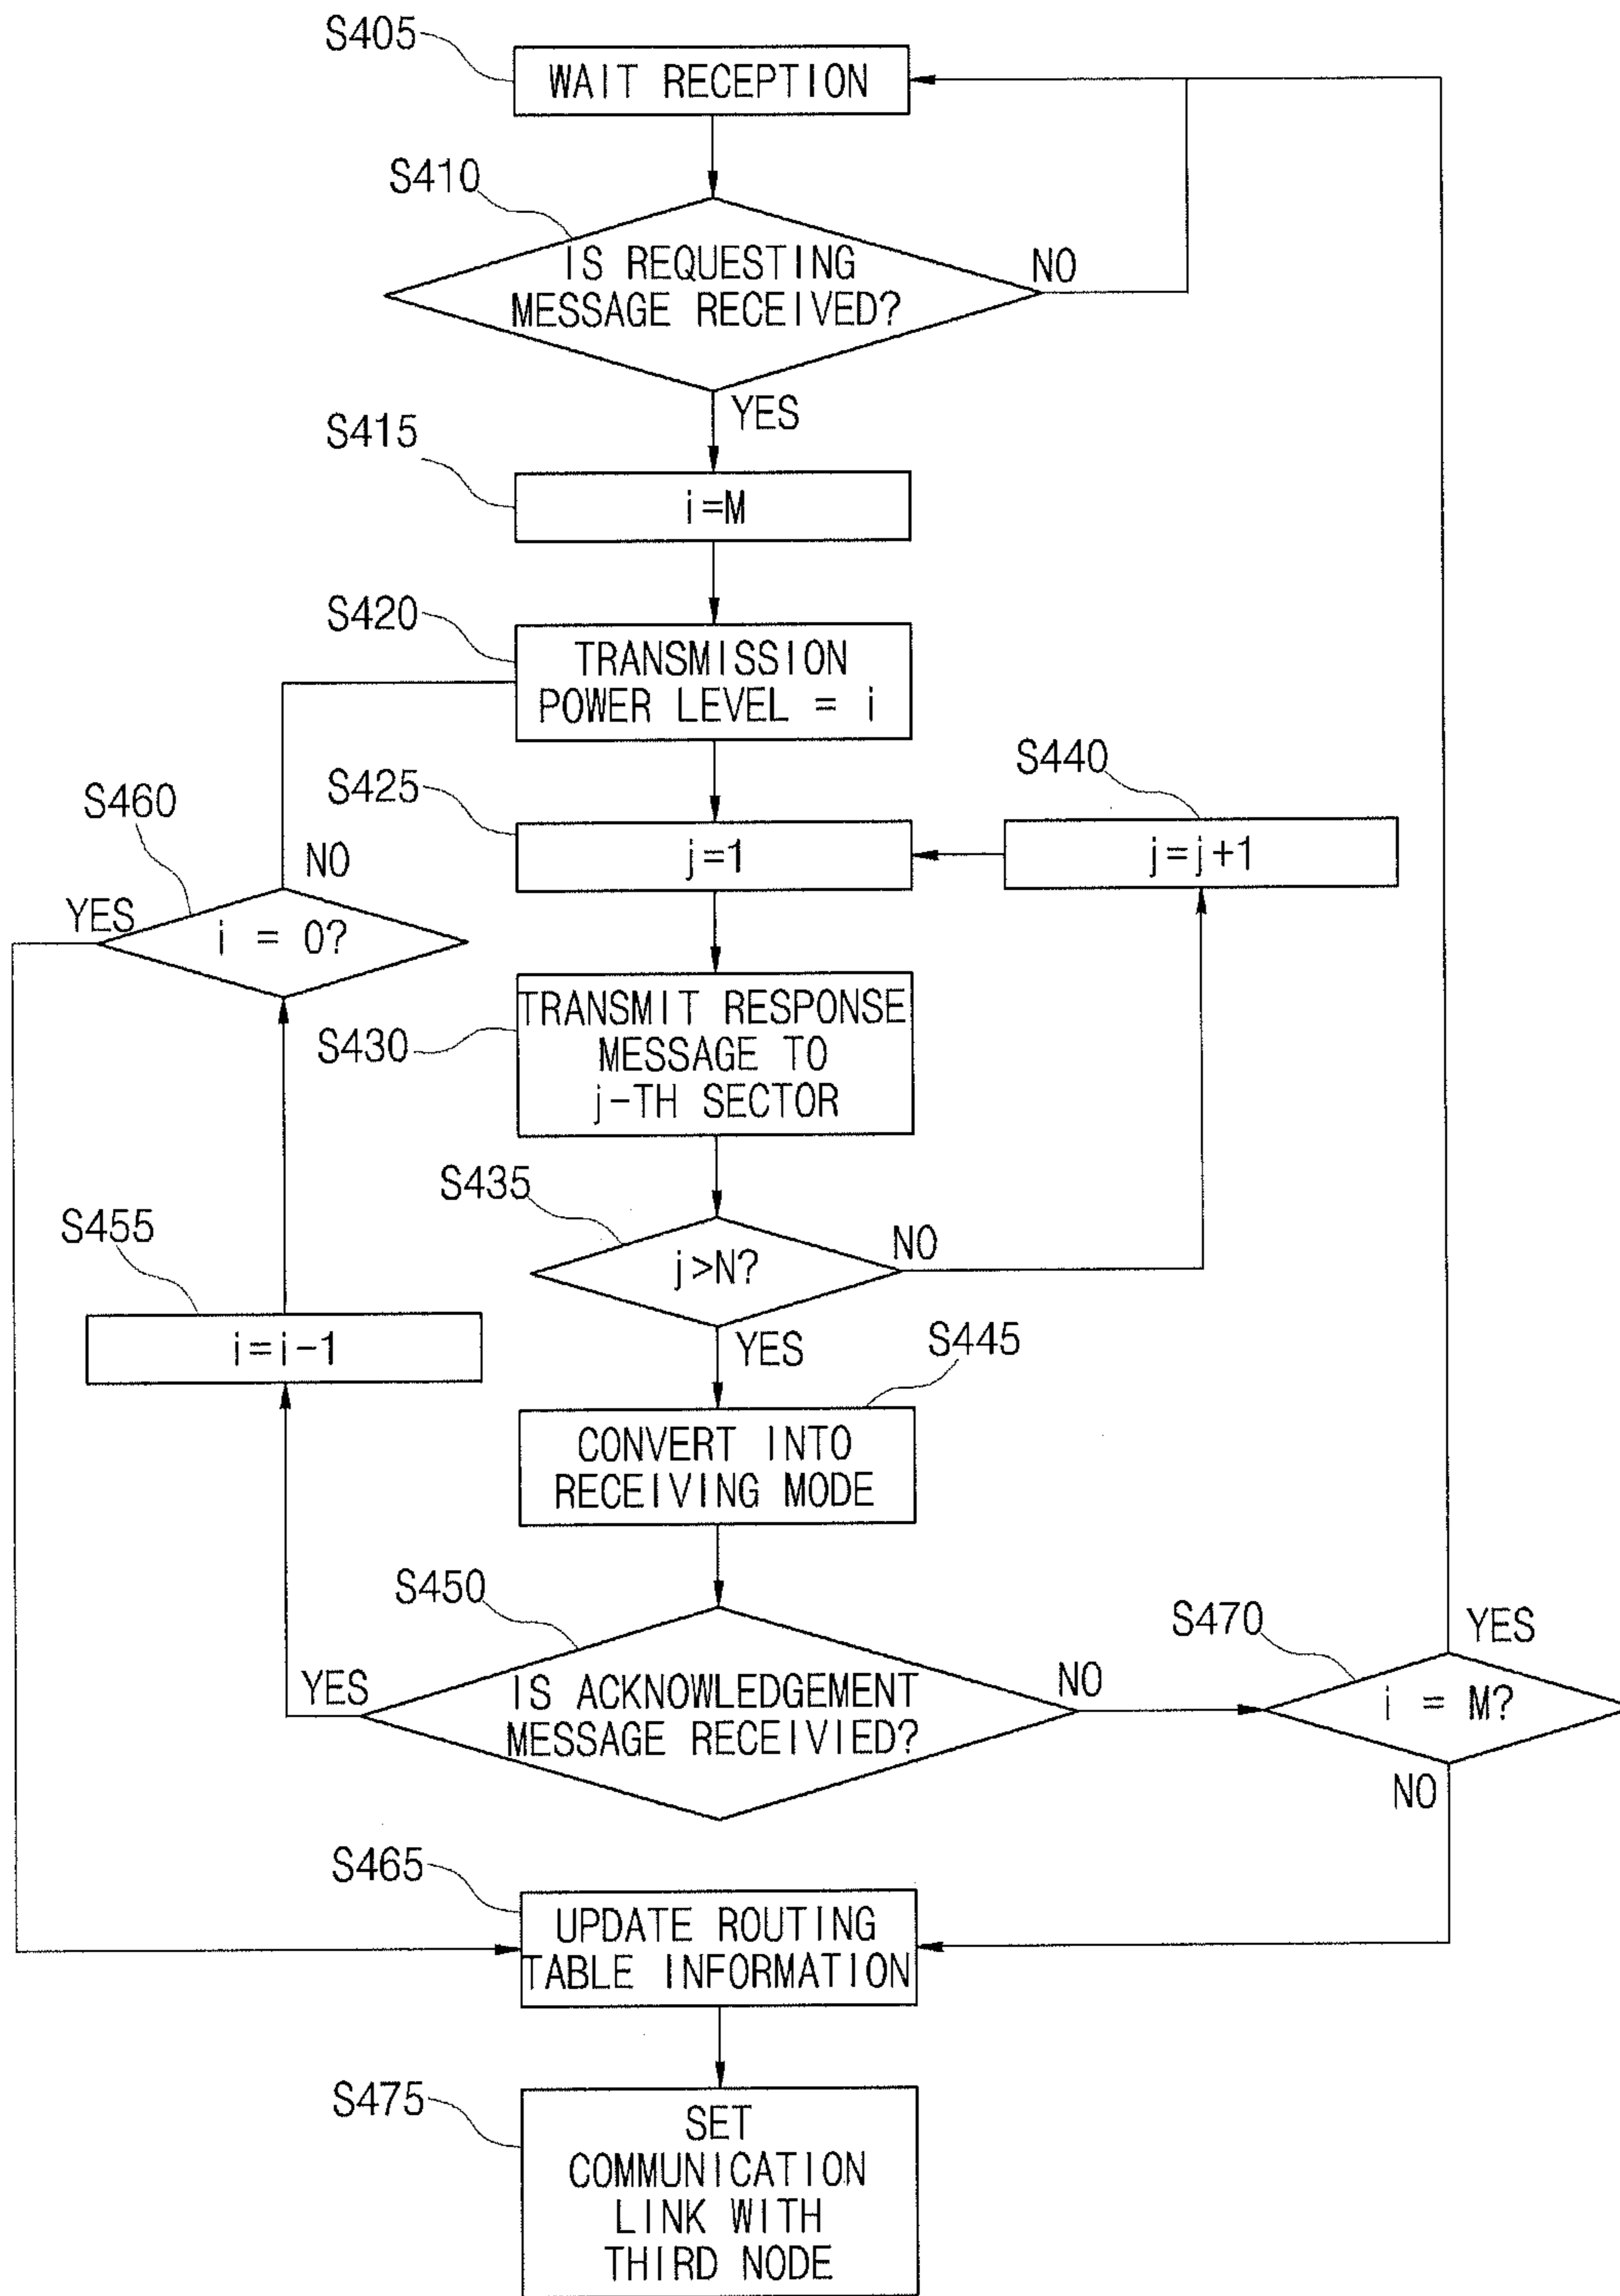 S405
WAIT RECEPTION
S410
IS REQUESTING
MESSAGE RECEIVED?
NO
YES
S415
i=M
S420
TRANSMISSION
POWER LEVEL = i
S425
j=1
S440
j=j+1
S460
NO
YES
i = 0?
S430
TRANSMIT RESPONSE
MESSAGE TO
j-TH SECTOR
S435
j>N?
NO
YES
S455
i=i-1
S445
CONVERT INTO
RECEIVING MODE
S450
YES
IS ACKNOWLEDGEMENT
MESSAGE RECEIVIED?
NO
S470
YES
i = M?
NO
S465
UPDATE ROUTING
TABLE INFORMATION
S475
SET
COMMUNICATION
LINK WITH
THIRD NODE